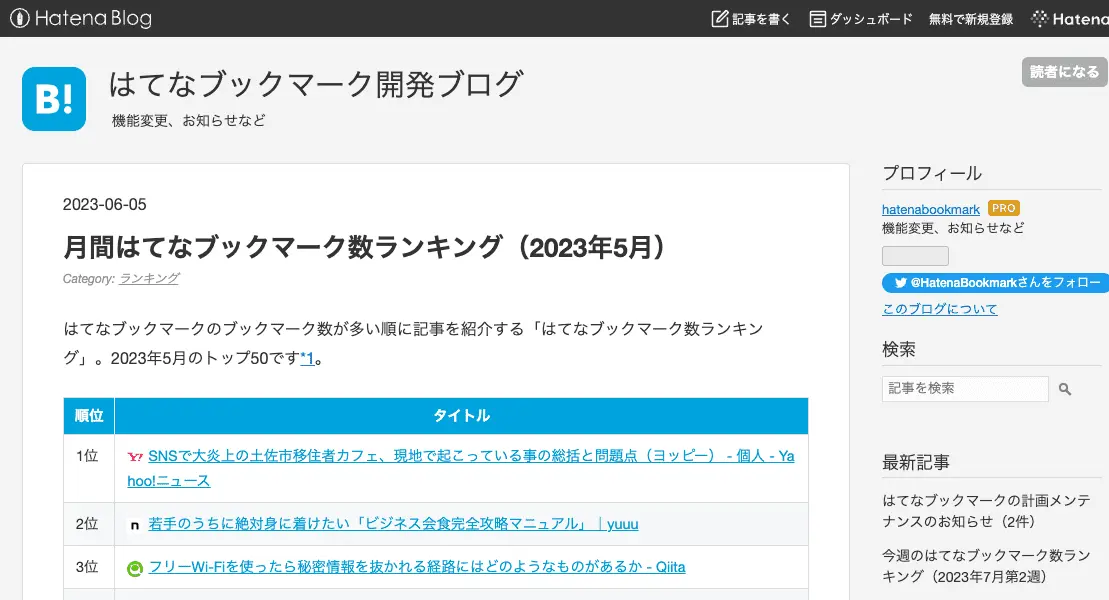 Hatena Blog
記事を書く
ダッシュボード
無料で新規登録
Hatena
B!
はてなブックマーク開発ブログ
機能変更、お知らせなど
読者になる
2023-06-05
月間はてなブックマーク数ランキング（2023年5月）
Category: ランキング
はてなブックマークのブックマーク数が多い順に記事を紹介する「はてなブックマーク数ランキン
グ」。2023年5月のトップ50です*1。
順位 タイトル
1位 Y? SNSで大炎上の土佐市移住者カフェ、現地で起こっている事の総括と問題点（ヨッピー） - 個人 - Ya
hoo!ニュース
2位 n 若手のうちに絶対身に着けたい「ビジネス会食完全攻略マニュアル」｜yuuu
3位 フリーWi-Fiを使ったら秘密情報を抜かれる経路にはどのようなものがあるか - Qiita
プロフィール
hatenabookmark PRO
機能変更、お知らせなど
@HatenaBookmarkさんをフォロー
このブログについて
検索
記事を検索
最新記事
はてなブックマークの計画メンテ
ナンスのお知らせ（2件）
今週のはてなブックマーク数ラン
キング（2023年7月第2週）